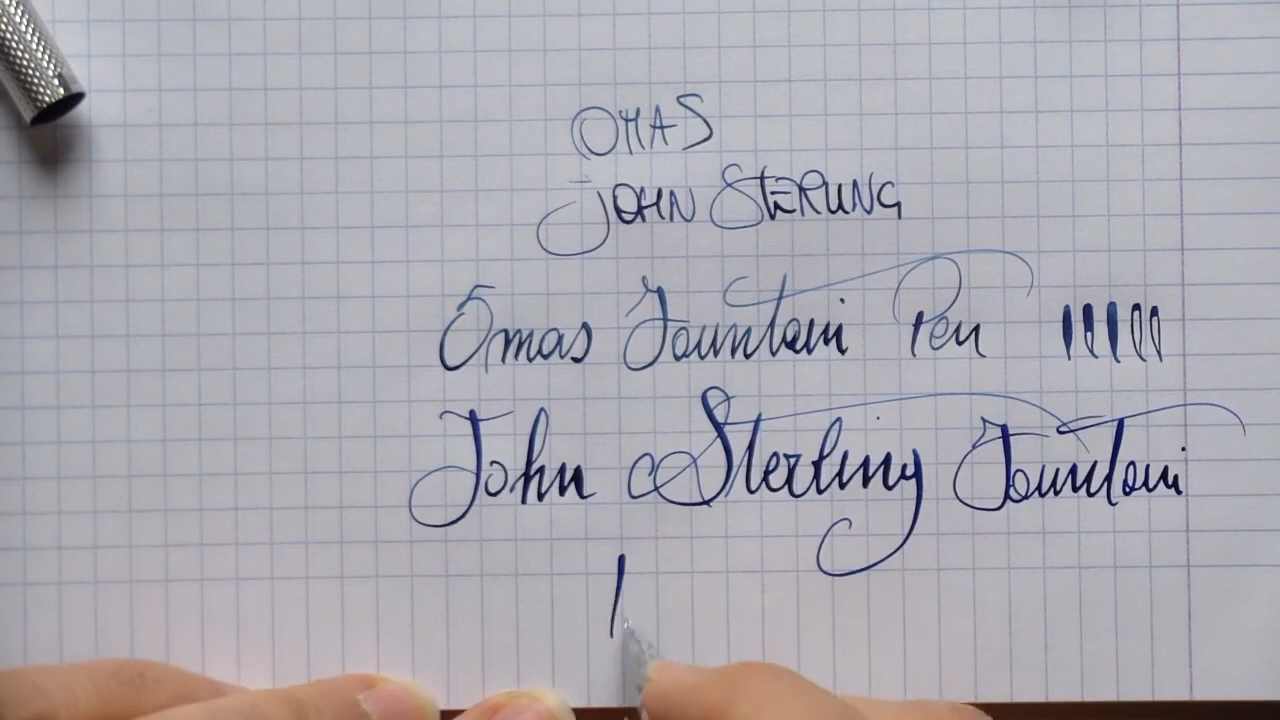 OMAS
JOHN STERLING
Omas Fountain Pen
John Sterling Fountain